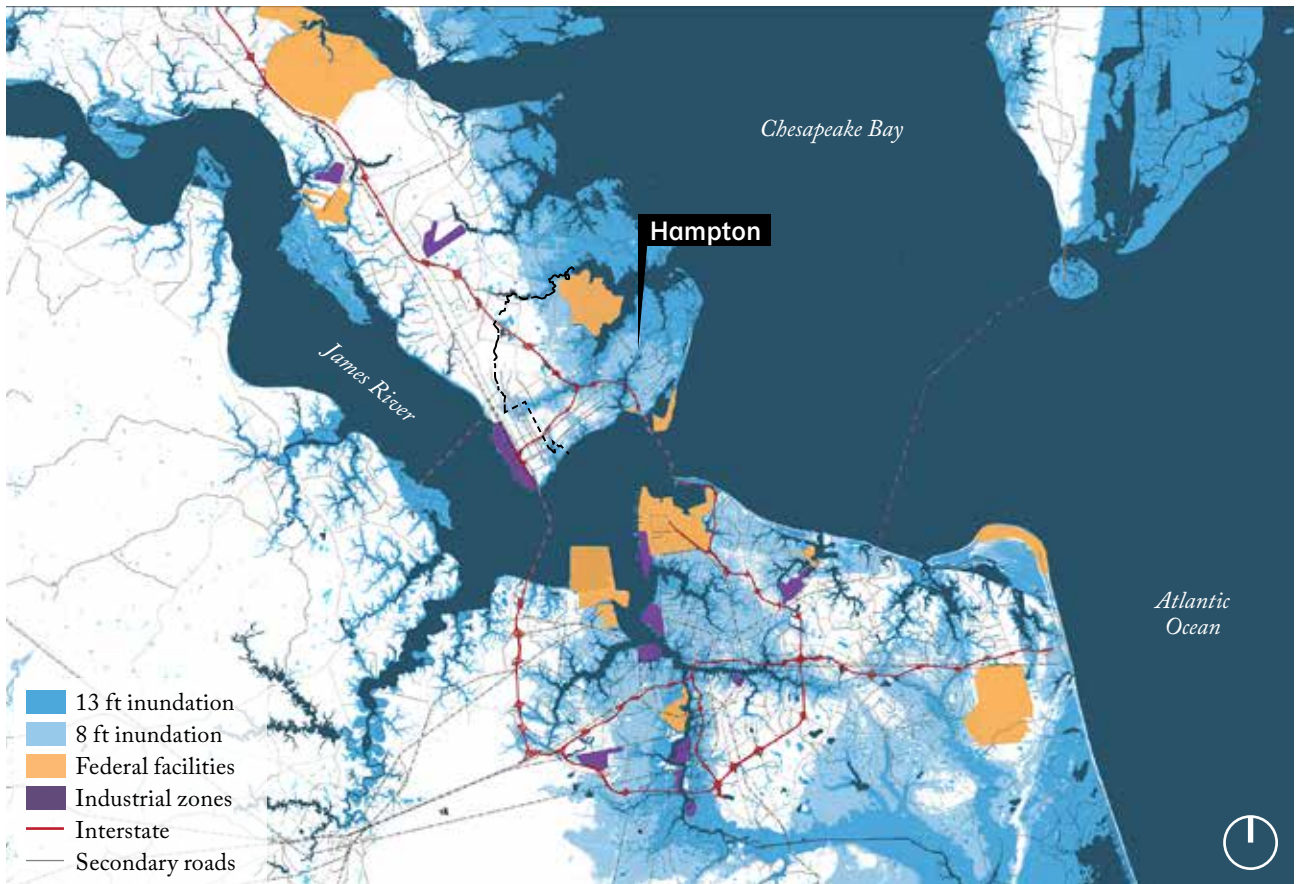 Chesapeake Bay
Hampton
James River
Atlantic
Ocean
13 ft inundation
8 ft inundation
Federal facilities
Industrial zones
Interstate
Secondary roads